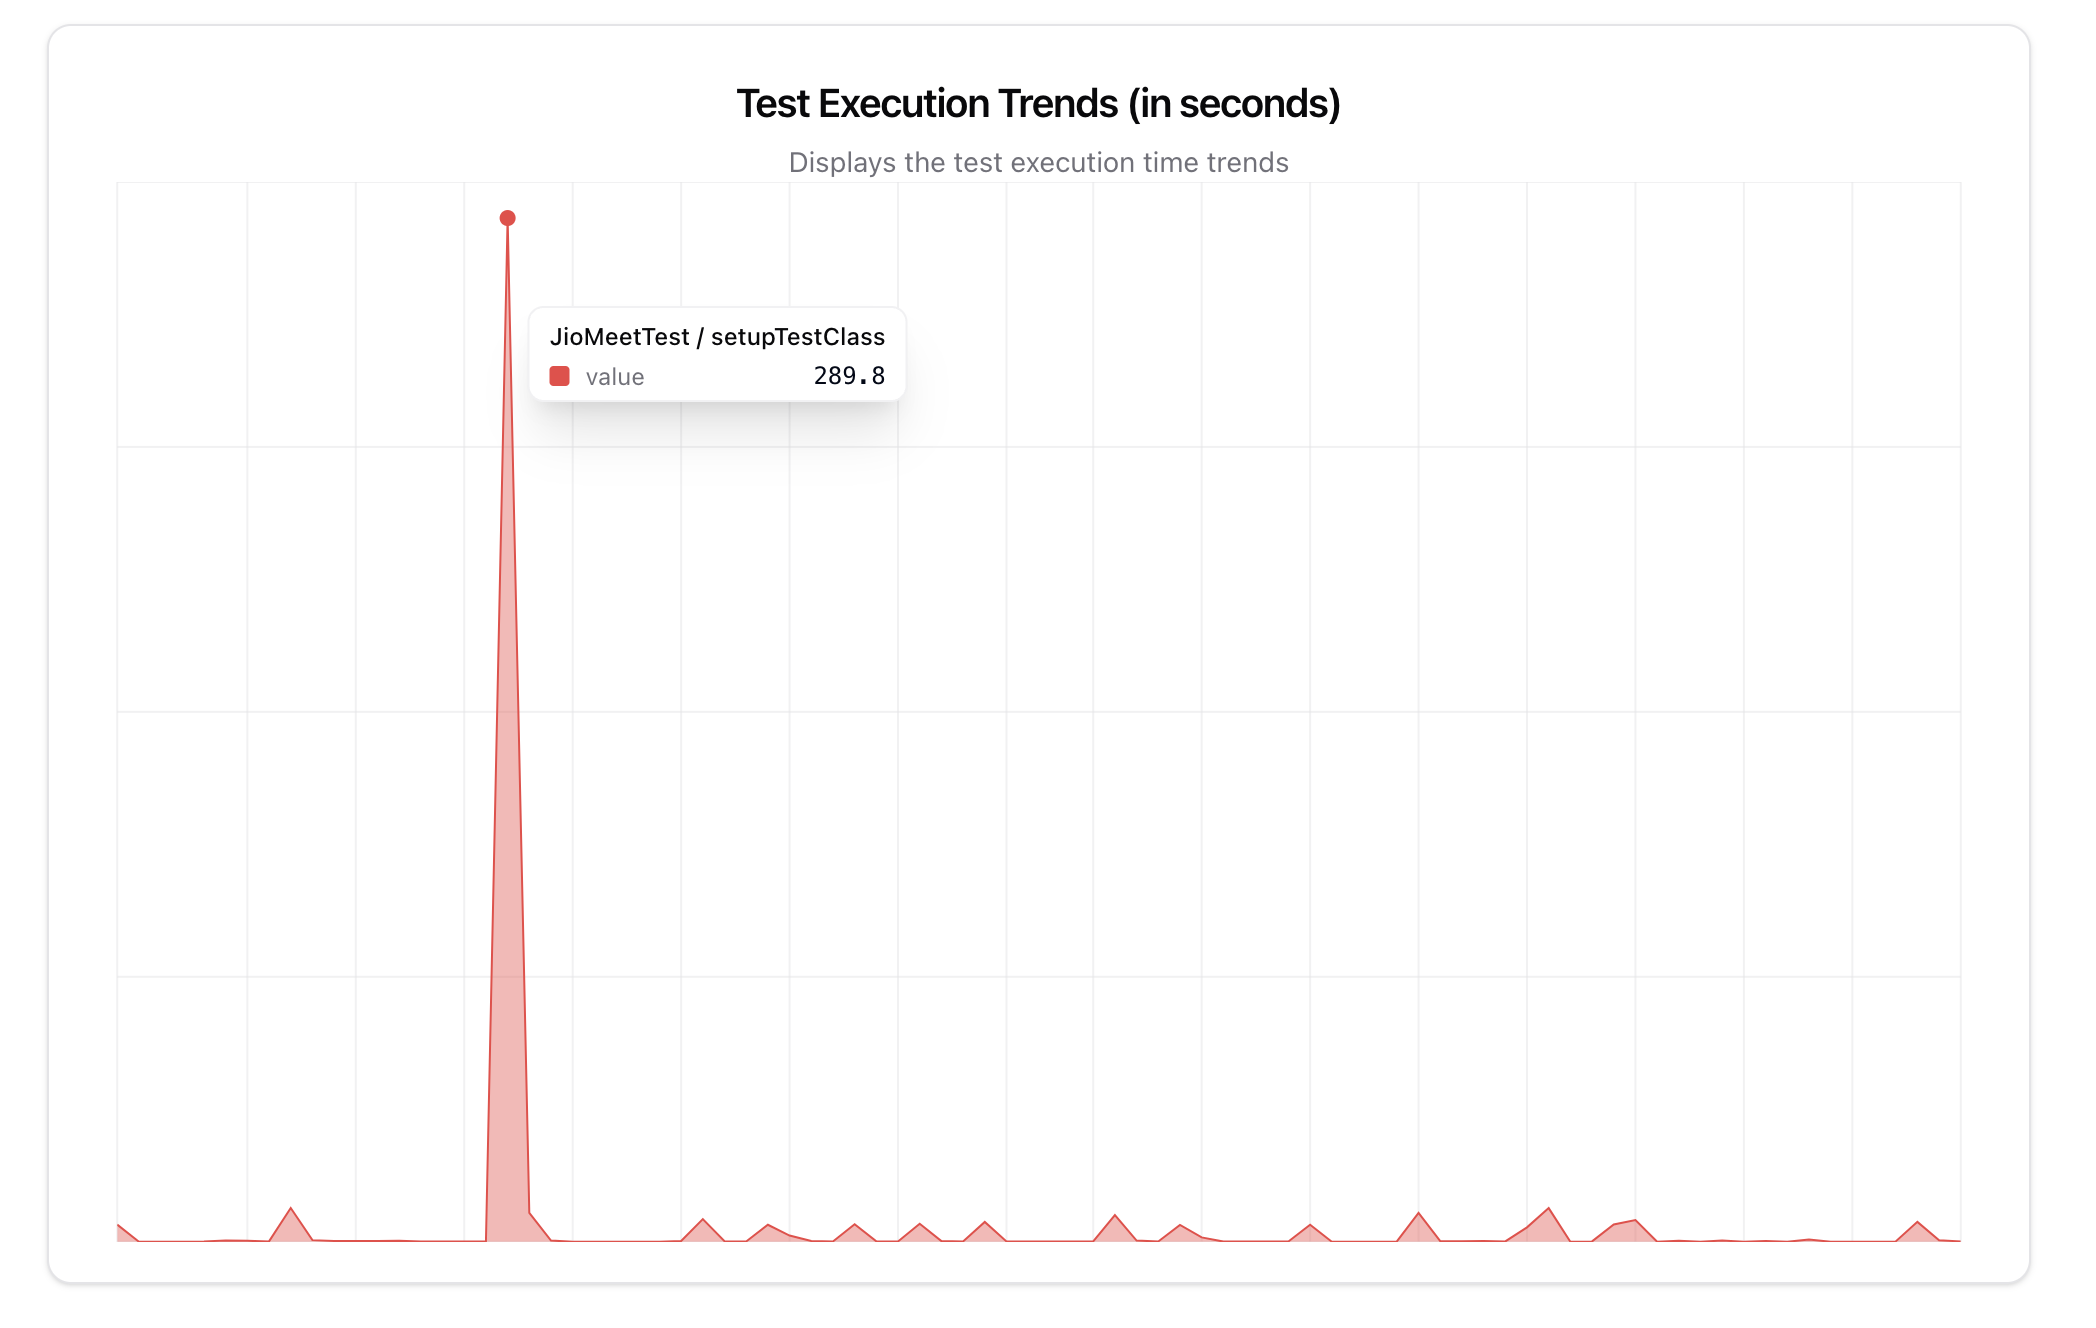 Test Execution Trends (in seconds)
Displays the test execution time trends
JioMeetTest / setupTestClass
value 289.8